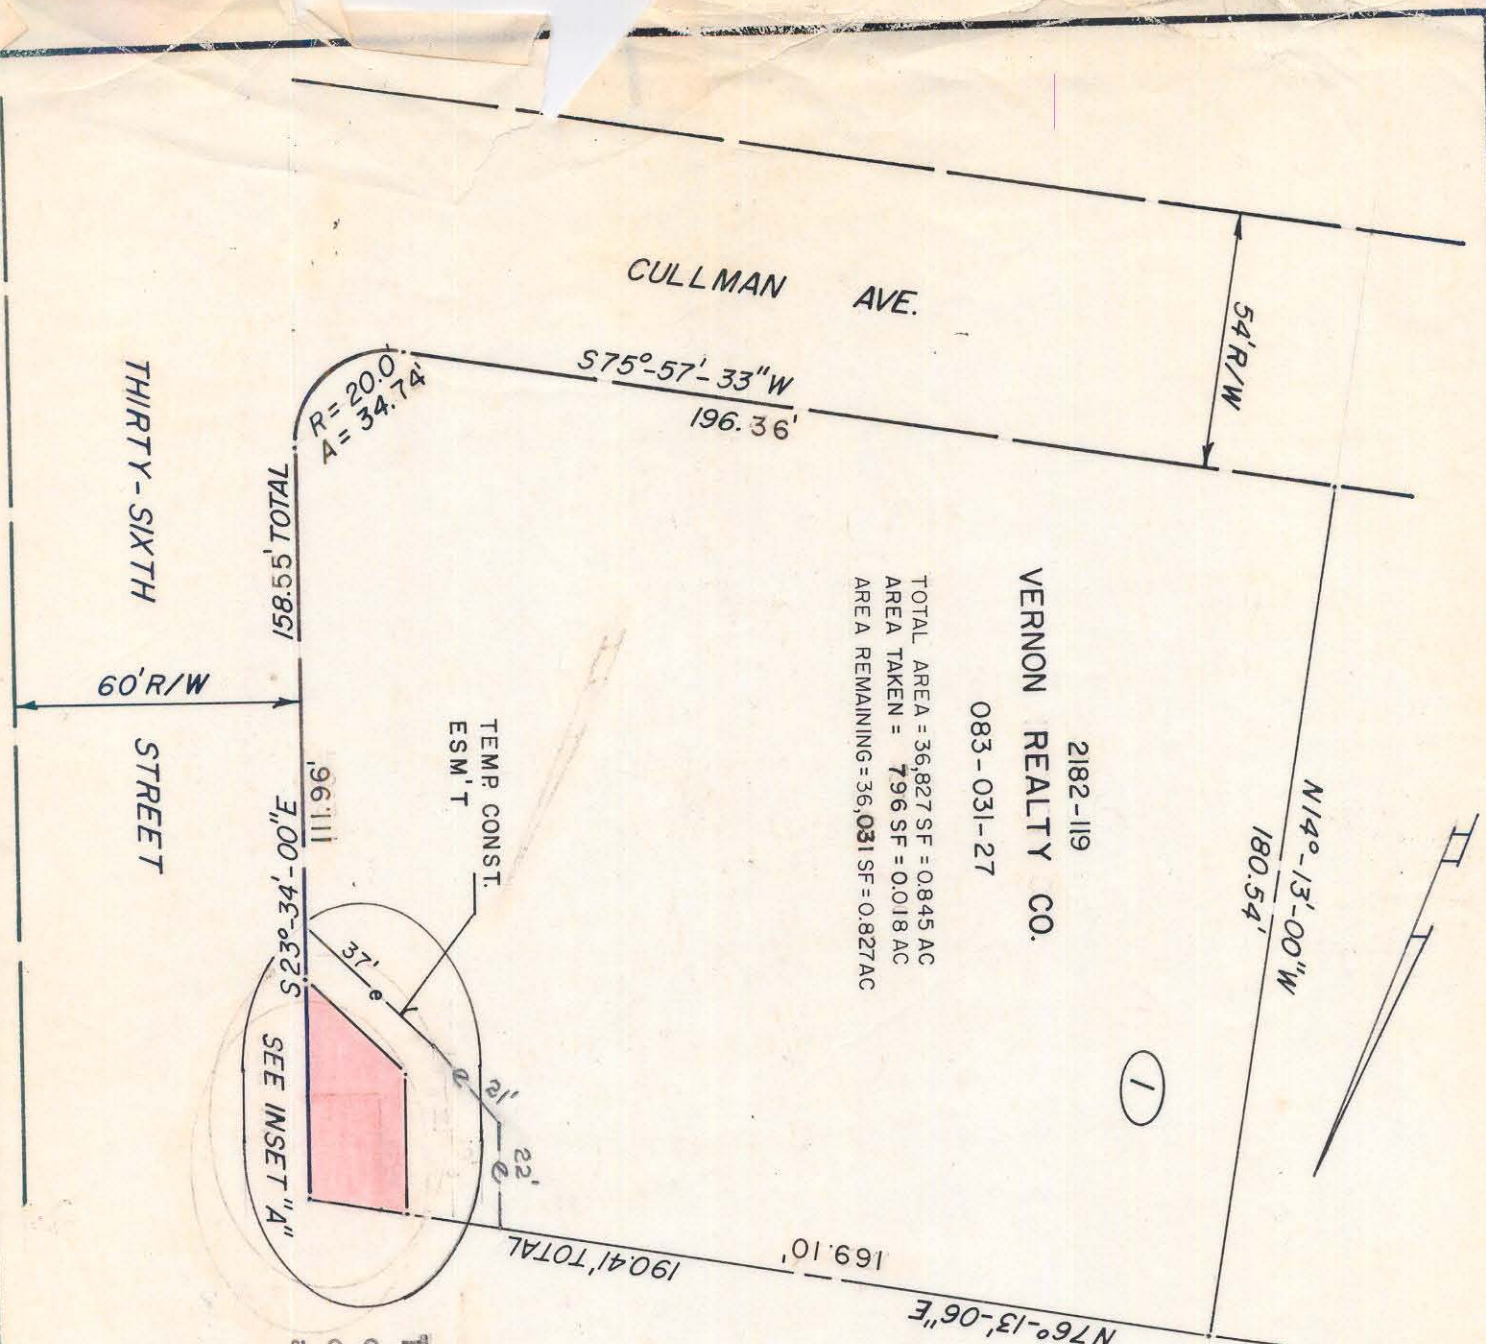 CULLMAN AVE.
54' R/W
S75°-57'-33"W
196.36'
R = 20.0'
A = 34.74'
THIRTY-SIXTH STREET
60' R/W
158.55' TOTAL
111.96'
S23°-34'-00"E
2182-119
VERNON REALTY CO.
083-031-27
TOTAL AREA = 36,827 SF = 0.845 AC
AREA TAKEN = 796 SF = 0.018 AC
AREA REMAINING = 36,031 SF = 0.827 AC
N14°-13'-00"W
180.54'
1
TEMP. CONST.
ESM'T
37'
e
e
21'
22'
e
SEE INSET "A"
190.41' TOTAL
169.10'
N76°-13'-06"E